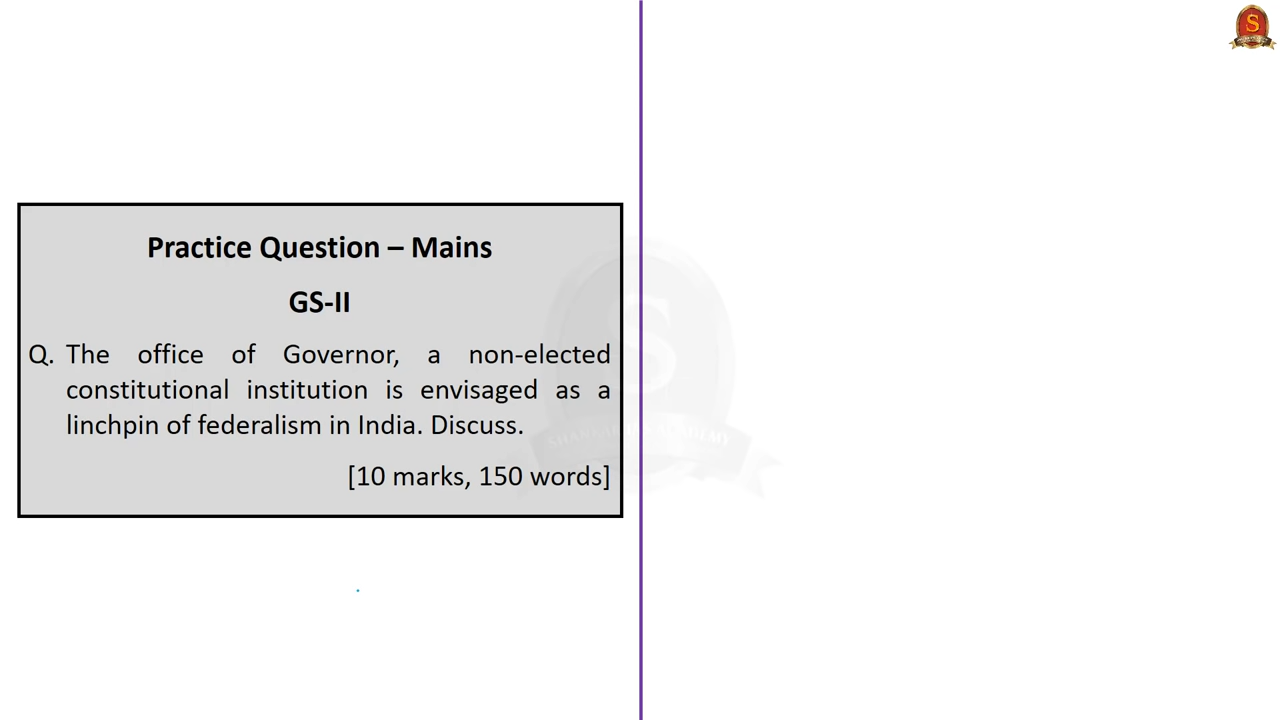 S
Practice Question – Mains
GS-II
Q. The office of Governor, a non-elected
constitutional institution is envisaged as a
linchpin of federalism in India. Discuss.
[10 marks, 150 words]